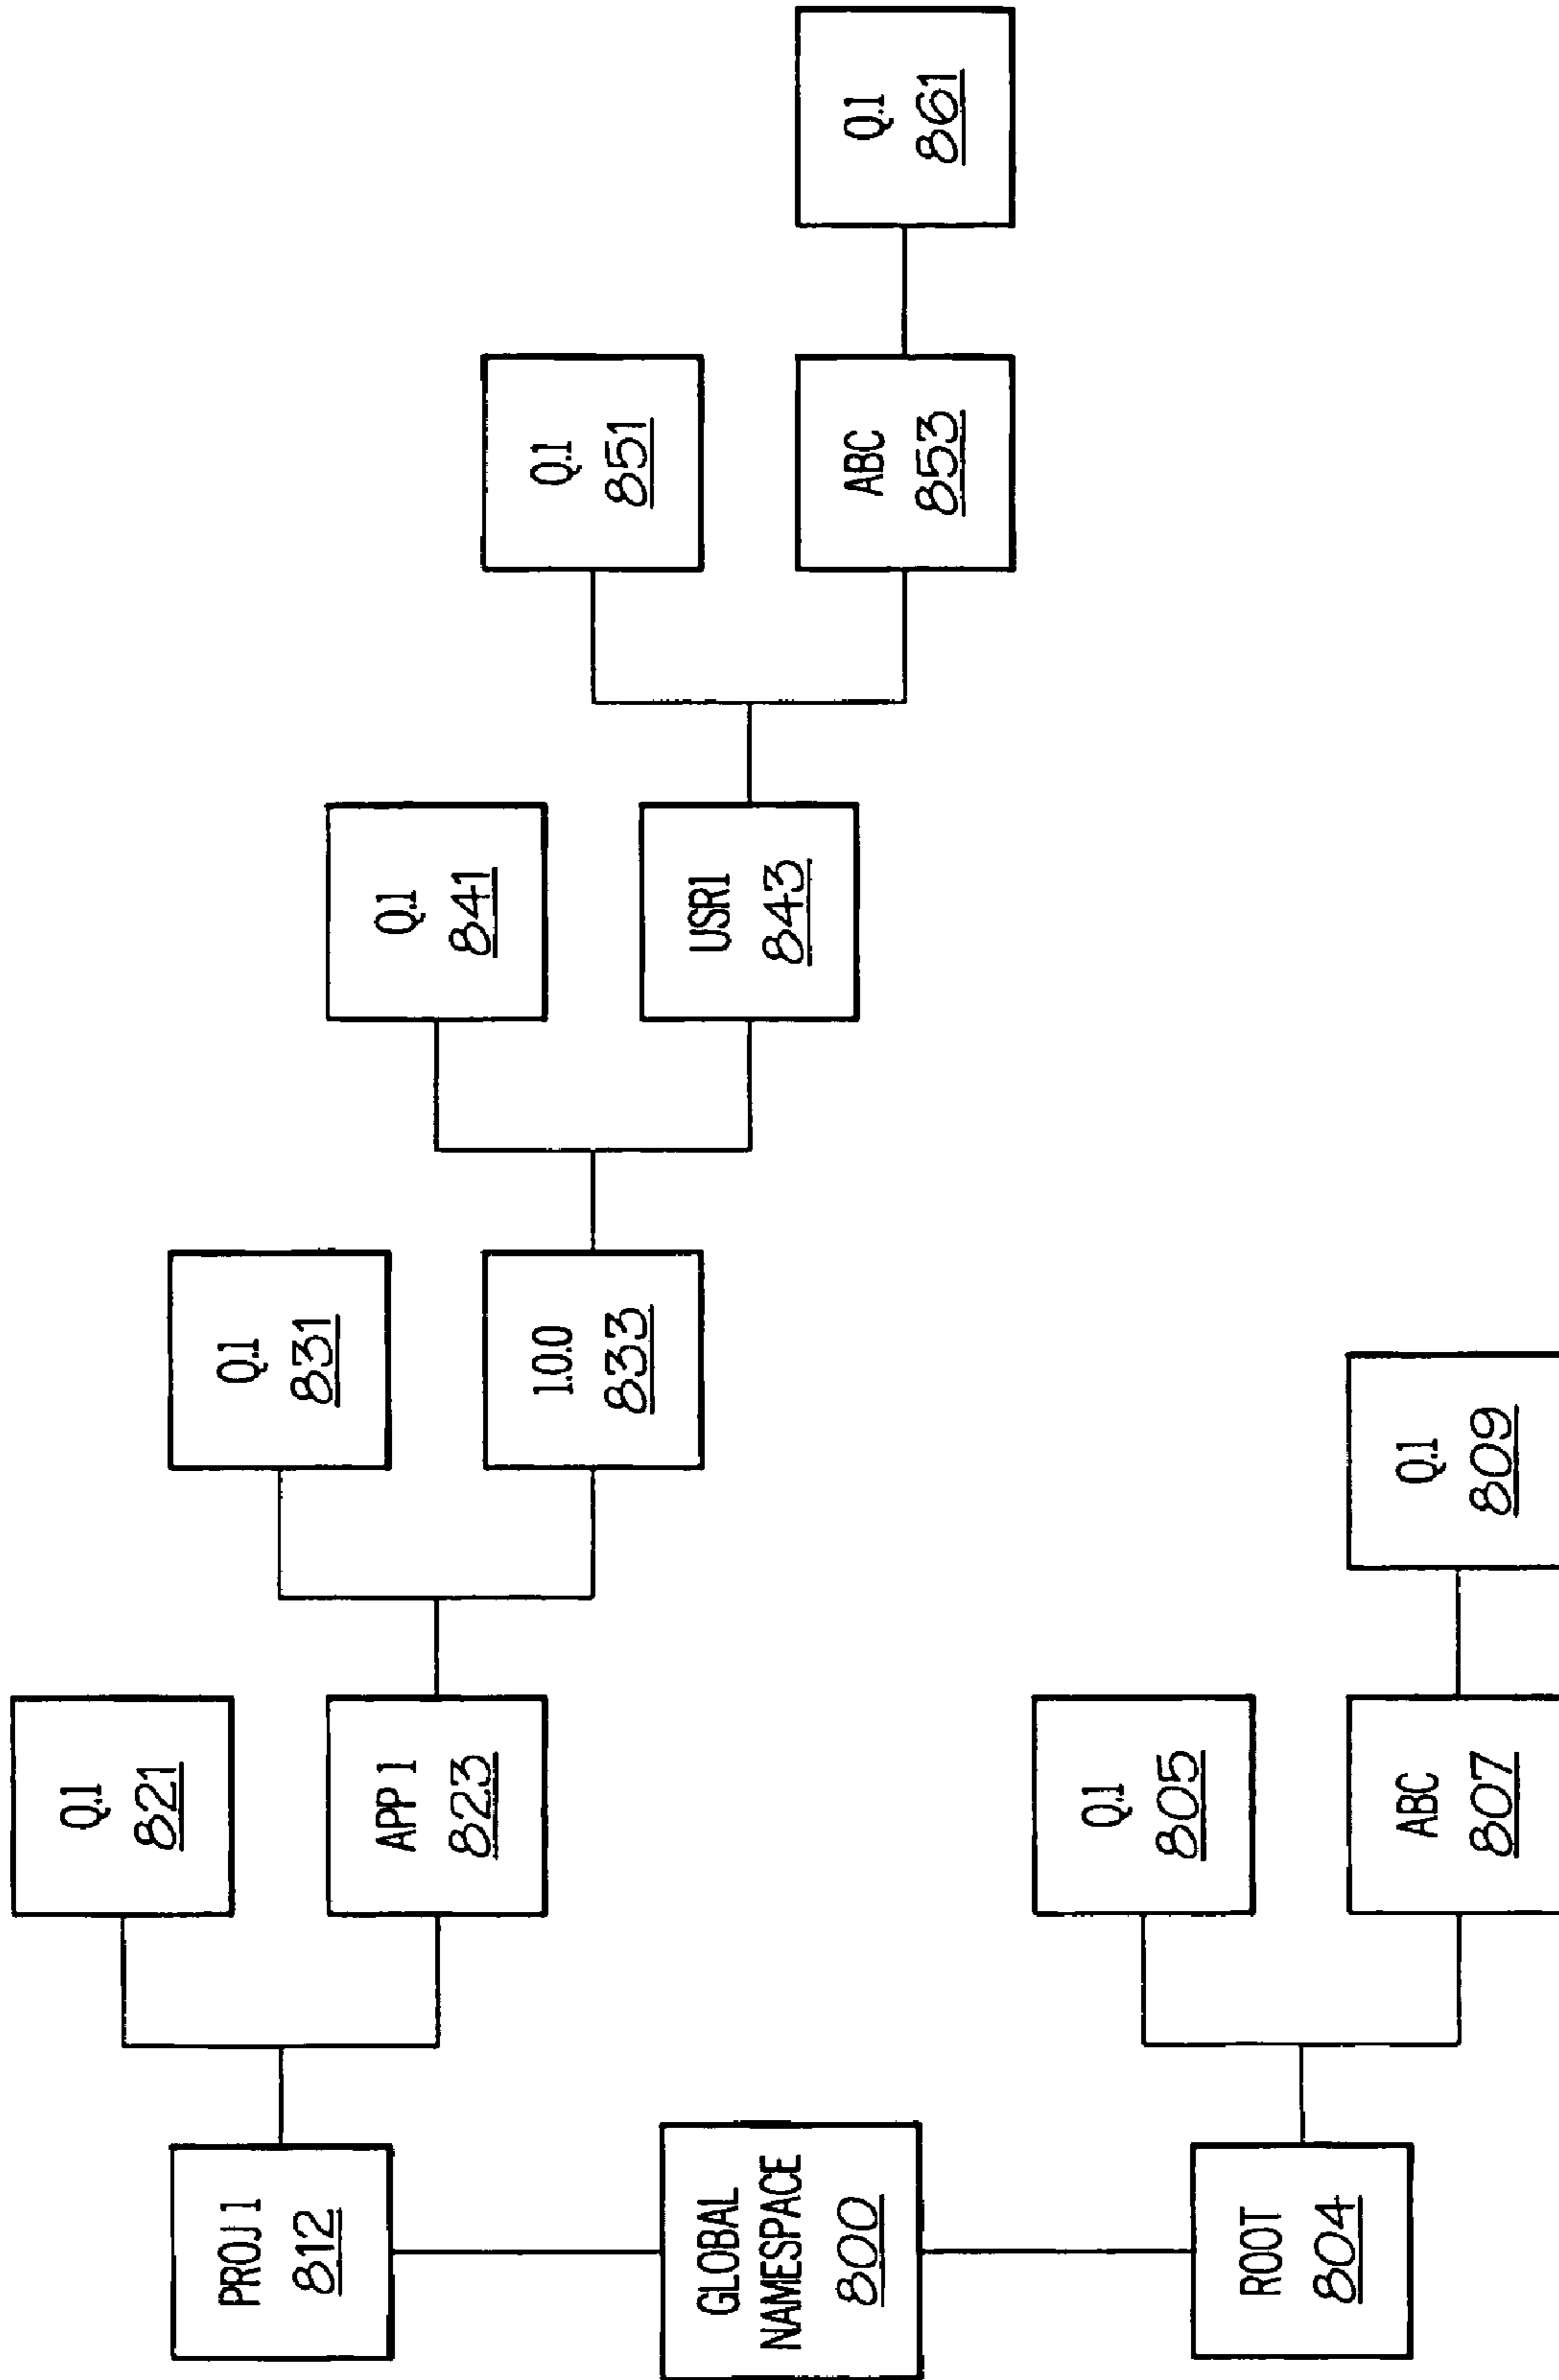 Q.1
821
PROJ 1
812
Q.1
831
APP 1
823
Q.1
841
1.0.0
833
Q.1
851
GLOBAL
NAMESPACE
800
USR1
843
ABC
853
Q.1
861
Q.1
805
ROOT
804
ABC
807
Q.1
809